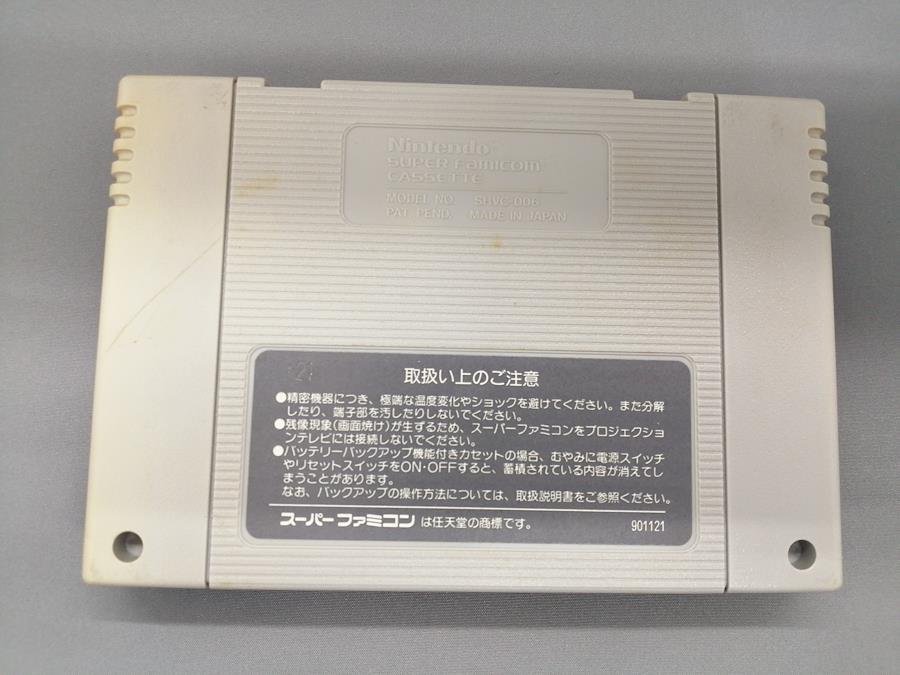 Nintendo
SUPER FAMICOM
CASSETTE
MODEL NO. SHVC-006
PAT. PEND. MADE IN JAPAN
取扱い上のご注意
●精密機器につき、極端な温度変化やショックを避けてください。また分解
したり、端子部を汚したりしないでください。
●残像現象(画面焼け)が生ずるため、スーパーファミコンをプロジェクショ
ンテレビには接続しないでください。
●バッテリーバックアップ機能付きカセットの場合、むやみに電源スイッチ
やリセットスイッチをON・OFFすると、蓄積されている内容が消えてし
まうことがあります。
なお、バックアップの操作方法については、取扱説明書をご参照ください。
スーパーファミコン は任天堂の商標です。 901121